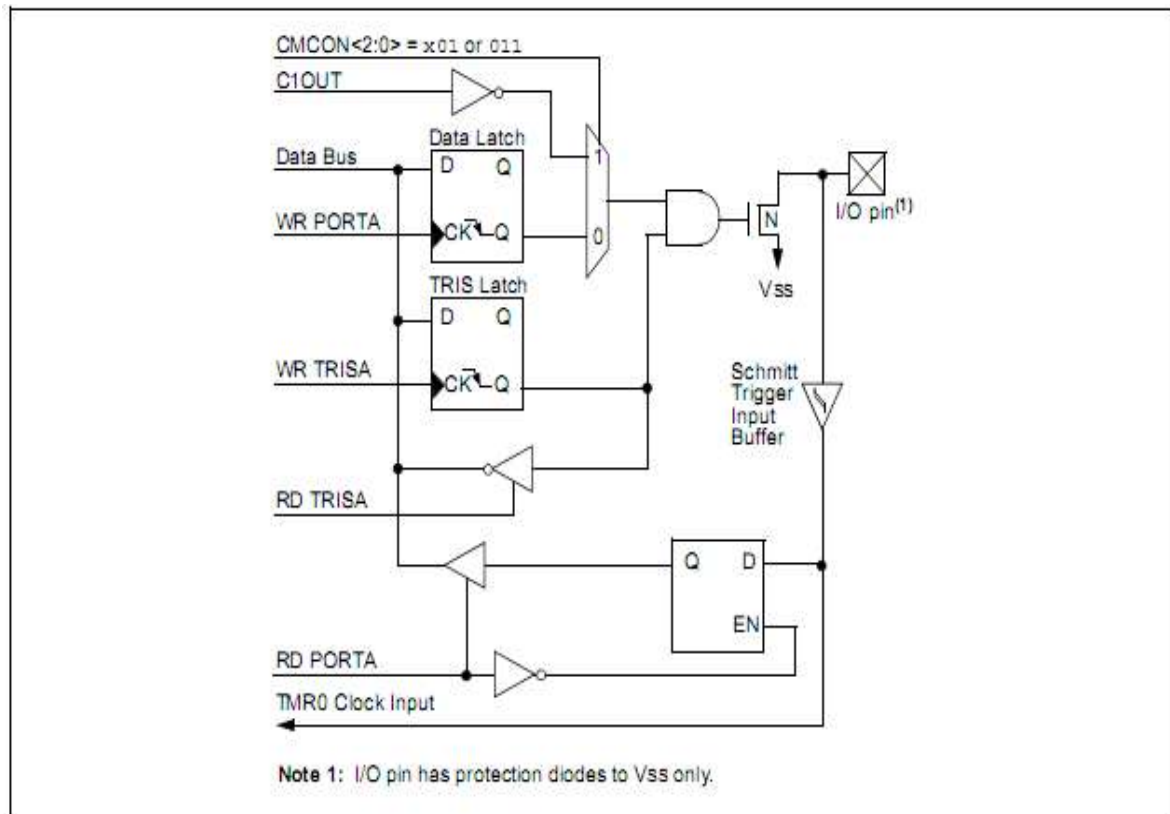 CMCON<2:0> = x01 or 011
C1OUT
Data Latch
Data Bus
D Q
1
WR PORTA
CK Q
0
N
I/O pin(1)
Vss
TRIS Latch
D Q
WR TRISA
CK Q
Schmitt
Trigger
Input
Buffer
RD TRISA
Q D
EN
RD PORTA
TMR0 Clock Input
Note 1: I/O pin has protection diodes to Vss only.